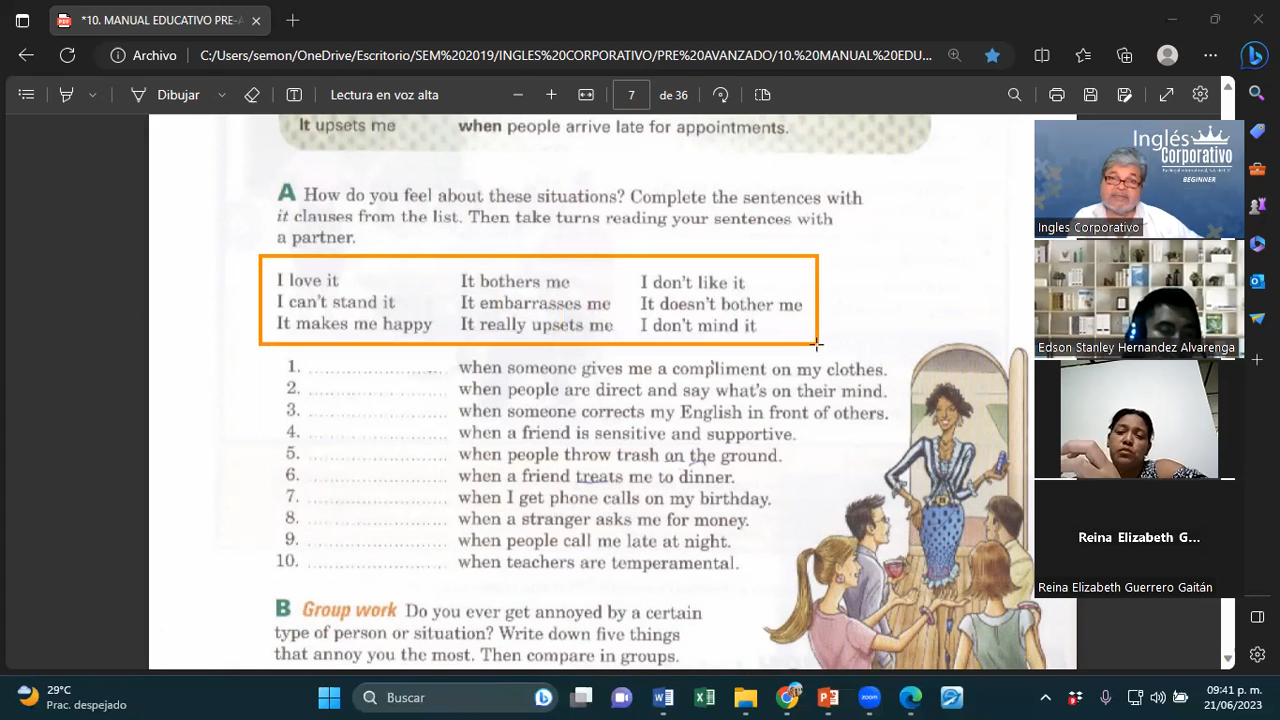 *10. MANUAL EDUCATIVO PRE-A
Archivo
C:/Users/semon/OneDrive/Escritorio/SEM%202019/INGLES%20CORPORATIVO/PRE%20AVANZADO/10.%20MANUAL%20EDU...
Dibujar
Lectura en voz alta
7
de 36
It upsets me when people arrive late for appointments.
A How do you feel about these situations? Complete the sentences with
it clauses from the list. Then take turns reading your sentences with
a partner.
I love it It bothers me I don't like it
I can't stand it It embarrasses me It doesn't bother me
It makes me happy It really upsets me I don't mind it
1. when someone gives me a compliment on my clothes.
2. when people are direct and say what's on their mind.
3. when someone corrects my English in front of others.
4. when a friend is sensitive and supportive.
5. when people throw trash on the ground.
6. when a friend treats me to dinner.
7. when I get phone calls on my birthday.
8. when a stranger asks me for money.
9. when people call me late at night.
10. when teachers are temperamental.
B Group work Do you ever get annoyed by a certain
type of person or situation? Write down five things
that annoy you the most. Then compare in groups.
Inglés
Corporativo
BEGINNER
Ingles Corporativo
Edson Stanley Hernandez Alvarenga
Reina Elizabeth G...
Reina Elizabeth Guerrero Gaitán
29°C
Prac. despejado
Buscar
09:41 p. m.
21/06/2023